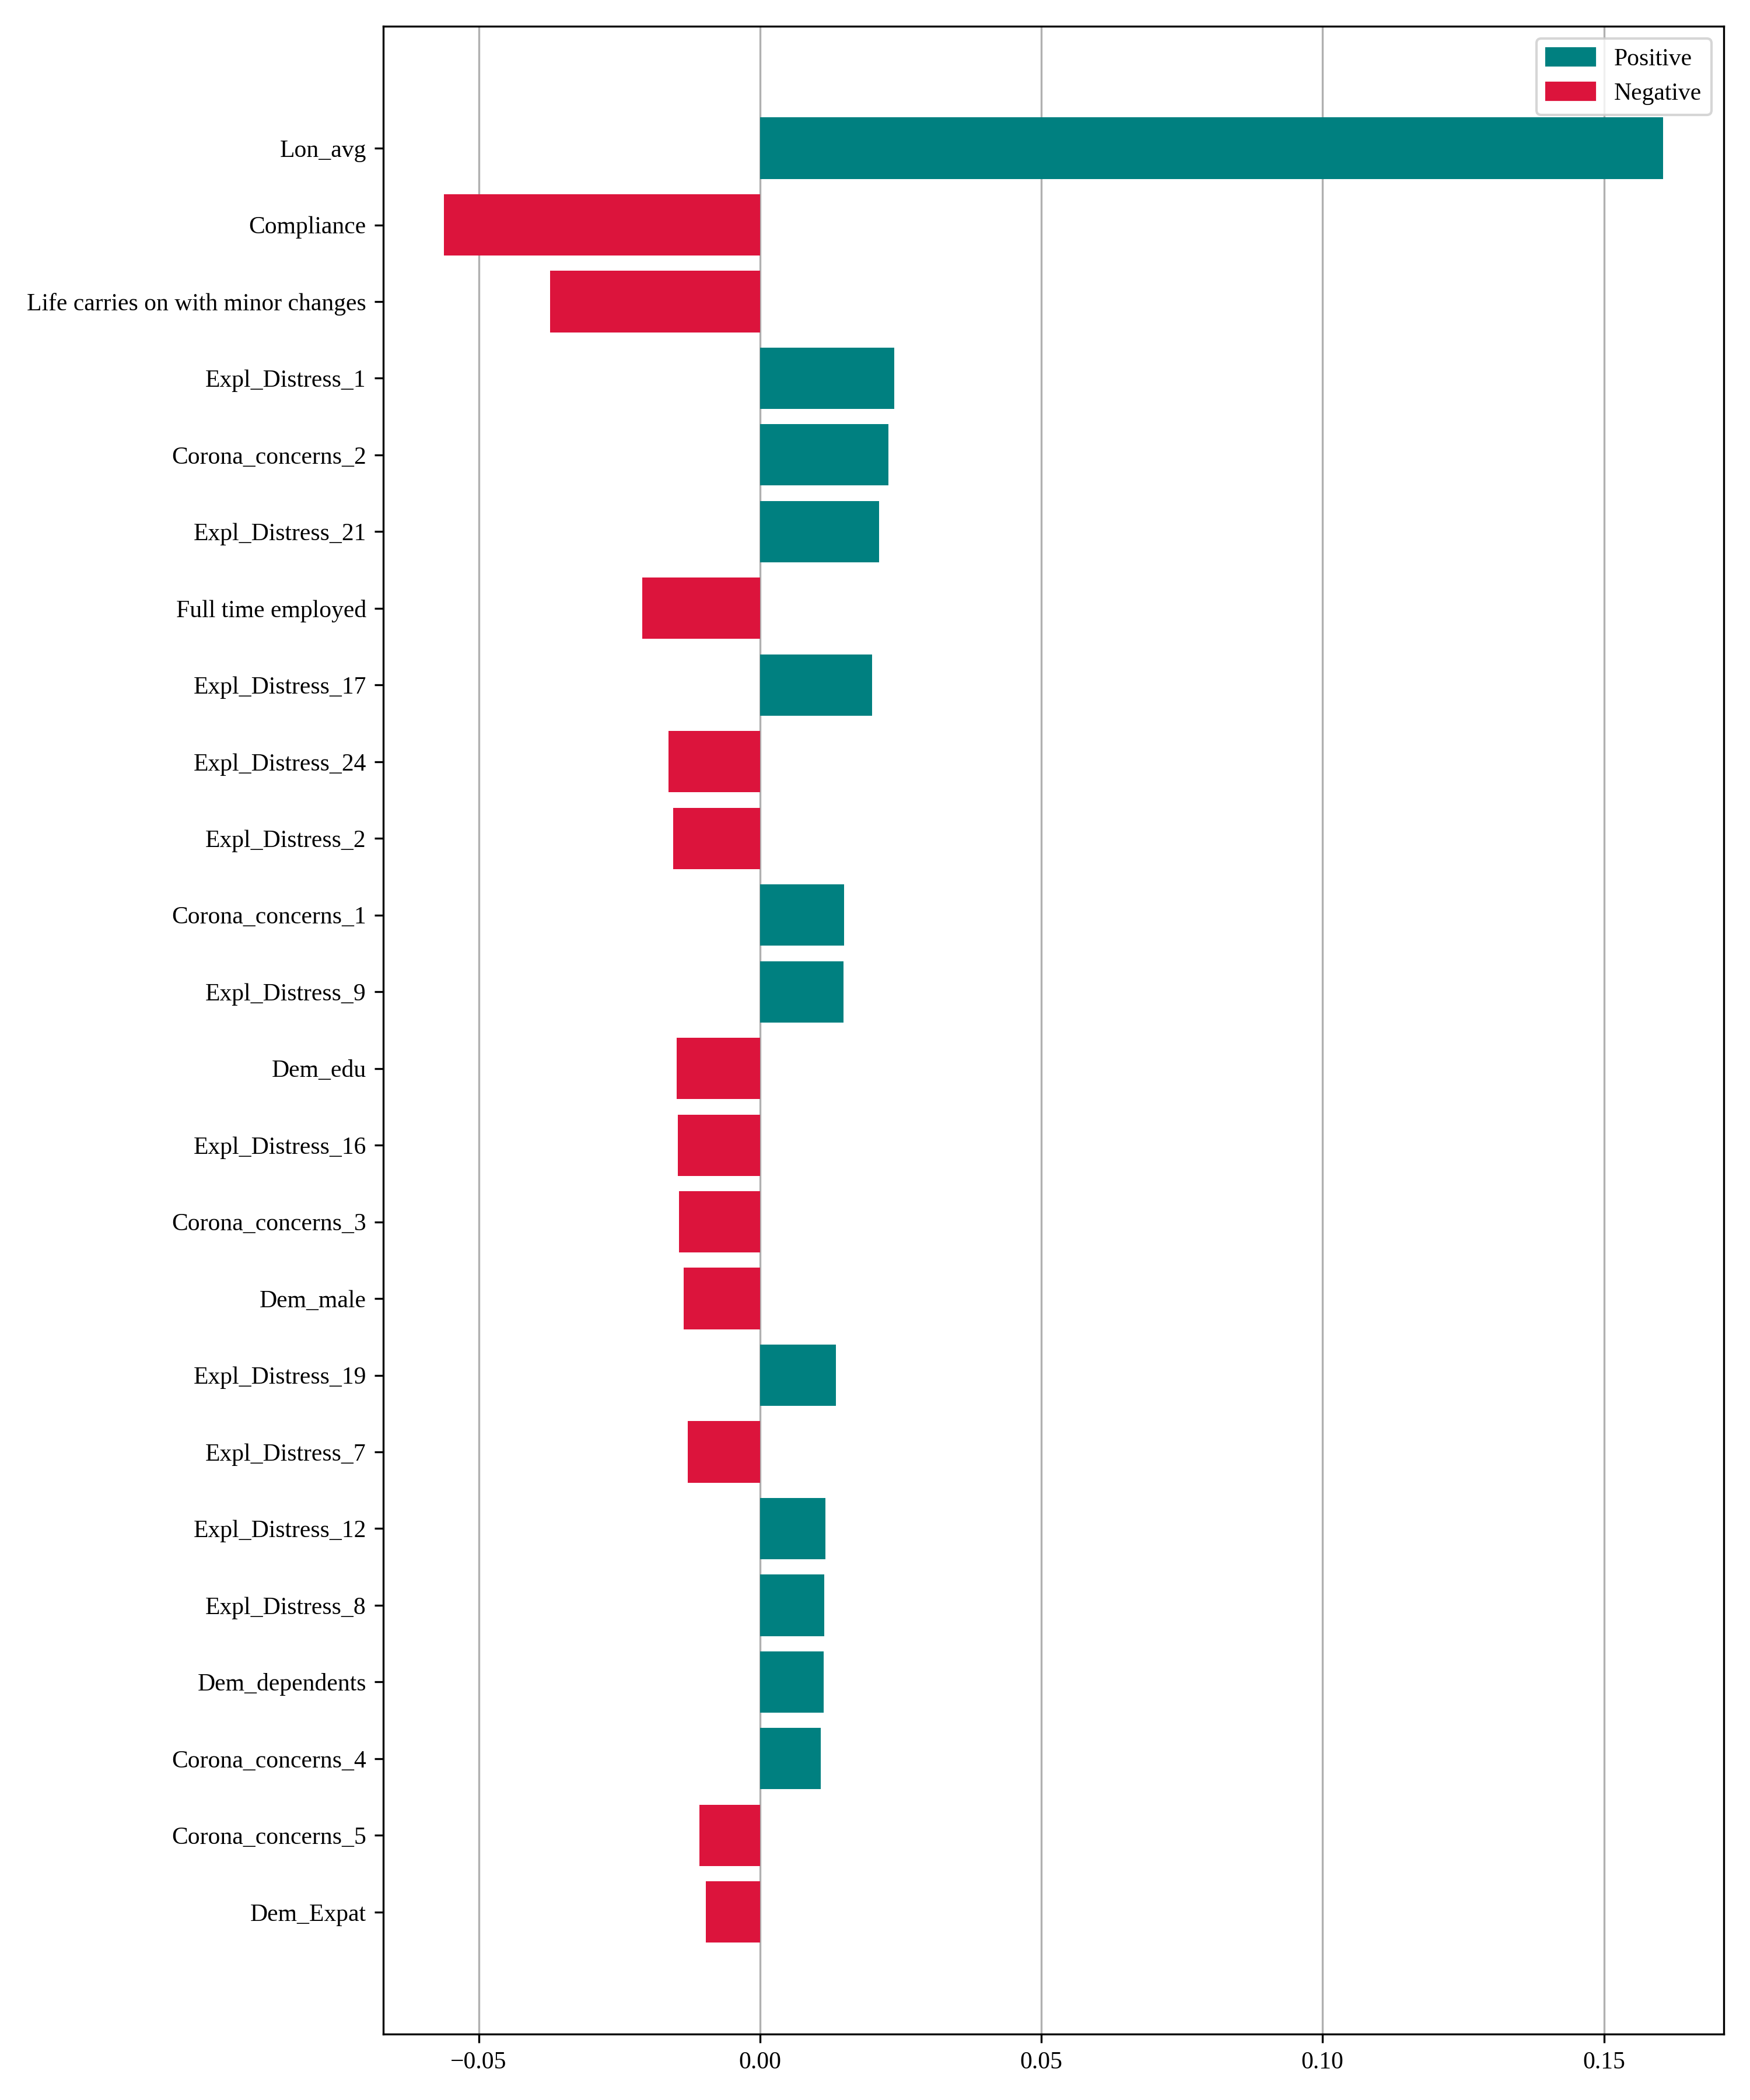 Positive
Negative
Lon_avg
Compliance
Life carries on with minor changes
Expl_Distress_1
Corona_concerns_2
Expl_Distress_21
Full time employed
Expl_Distress_17
Expl_Distress_24
Expl_Distress_2
Corona_concerns_1
Expl_Distress_9
Dem_edu
Expl_Distress_16
Corona_concerns_3
Dem_male
Expl_Distress_19
Expl_Distress_7
Expl_Distress_12
Expl_Distress_8
Dem_dependents
Corona_concerns_4
Corona_concerns_5
Dem_Expat
−0.05 0.00 0.05 0.10 0.15